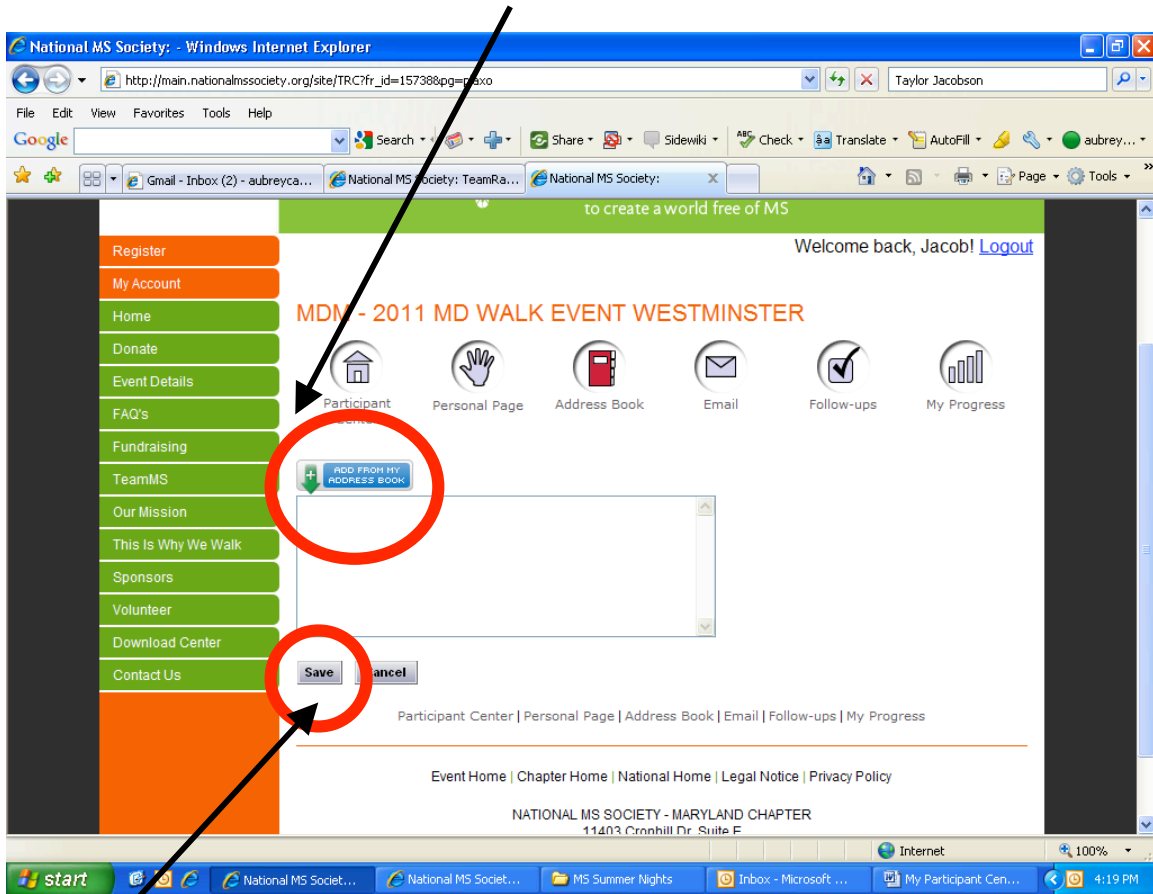 National MS Society: - Windows Internet Explorer
http://main.nationalmssociety.org/site/TRC?fr_id=15738&pg=plaxo
Taylor Jacobson
File Edit View Favorites Tools Help
Google Search Share Sidewiki Check Translate AutoFill aubrey...
Gmail - Inbox (2) - aubreyca... National MS Society: TeamRa... National MS Society: Page Tools
to create a world free of MS
Welcome back, Jacob! Logout
Register
My Account
Home
Donate
Event Details
FAQ's
Fundraising
TeamMS
Our Mission
This Is Why We Walk
Sponsors
Volunteer
Download Center
Contact Us
MDM - 2011 MD WALK EVENT WESTMINSTER
Participant Center
Personal Page
Address Book
Email
Follow-ups
My Progress
ADD FROM MY
ADDRESS BOOK
Save Cancel
Participant Center | Personal Page | Address Book | Email | Follow-ups | My Progress
Event Home | Chapter Home | National Home | Legal Notice | Privacy Policy
NATIONAL MS SOCIETY - MARYLAND CHAPTER
11403 Cronhill Dr. Suite E
Internet 100%
start National MS Societ... National MS Societ... MS Summer Nights Inbox - Microsoft ... My Participant Cen... 4:19 PM